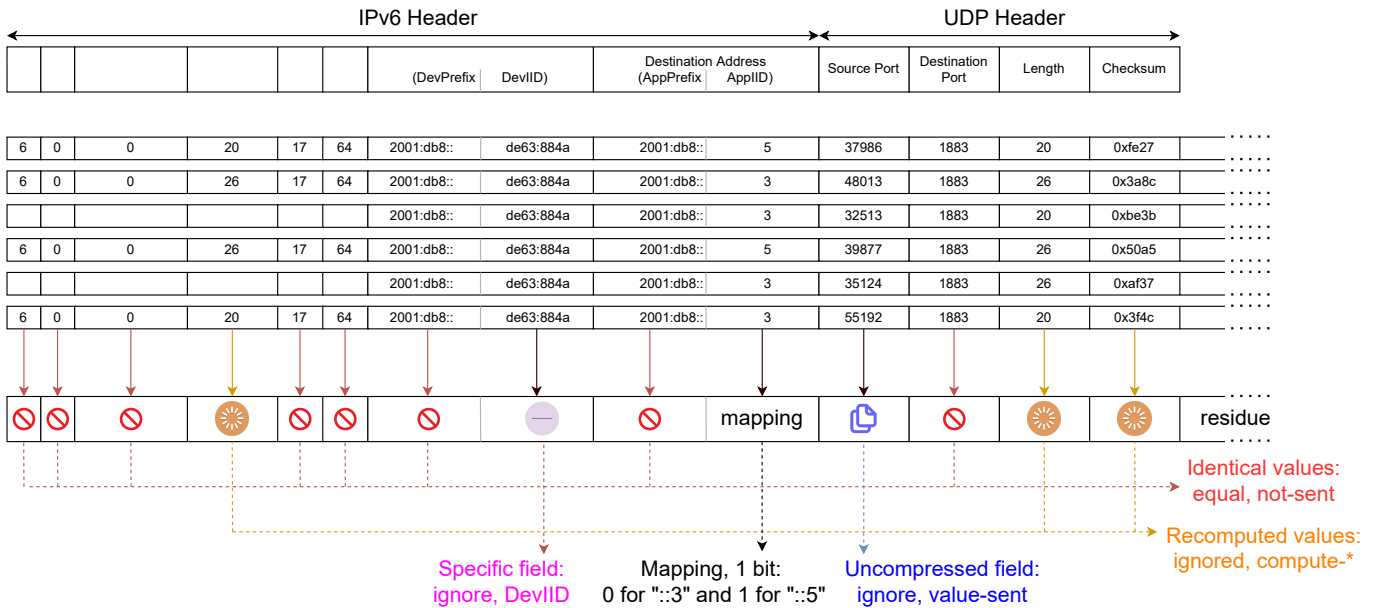 IPv6 Header UDP Header
Destination Address
(DevPrefix DevIID) (AppPrefix AppIID) Source Port Destination Port Length Checksum
6 0 0 20 17 64 2001:db8:: de63:884a 2001:db8:: 5 37986 1883 20 0xfe27
6 0 0 26 17 64 2001:db8:: de63:884a 2001:db8:: 3 48013 1883 26 0x3a8c
2001:db8:: de63:884a 2001:db8:: 3 32513 1883 20 0xbe3b
6 0 0 26 17 64 2001:db8:: de63:884a 2001:db8:: 5 39877 1883 26 0x50a5
2001:db8:: de63:884a 2001:db8:: 3 35124 1883 26 0xaf37
6 0 0 20 17 64 2001:db8:: de63:884a 2001:db8:: 3 55192 1883 20 0x3f4c
mapping residue
Identical values:
equal, not-sent
Recomputed values:
ignored, compute-*
Specific field:
ignore, DevIID
Mapping, 1 bit:
0 for "::3" and 1 for "::5"
Uncompressed field:
ignore, value-sent